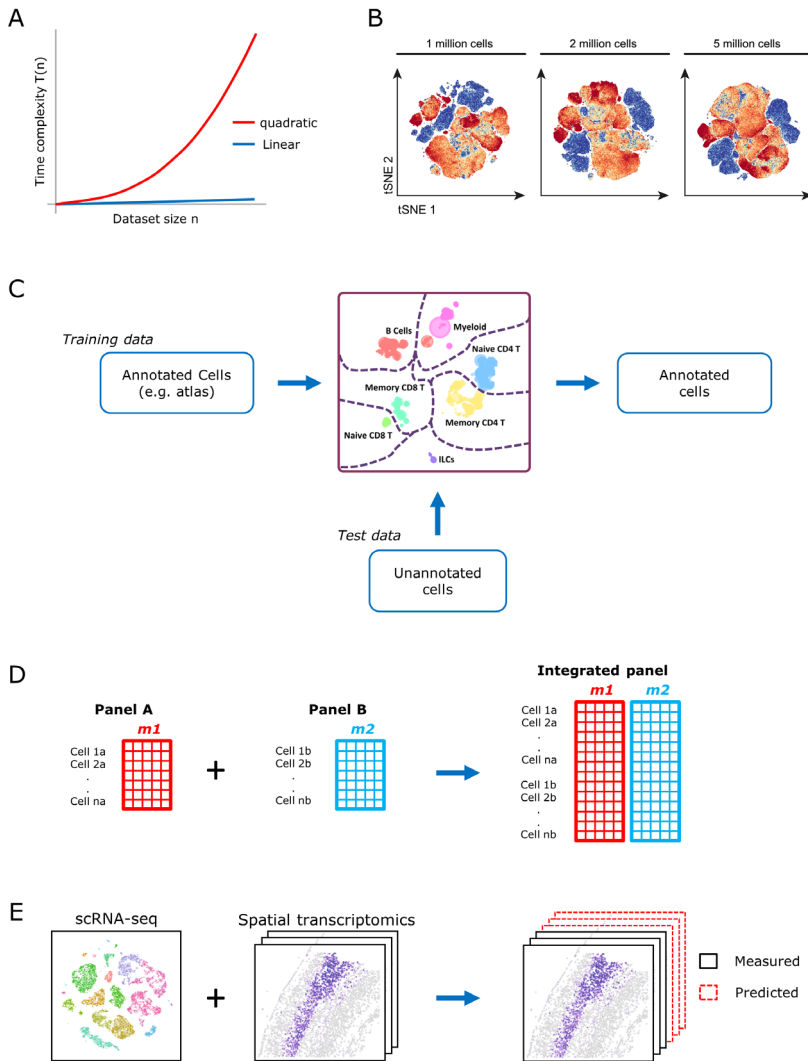 A
Time complexity T(n)
quadratic
Linear
Dataset size n
B
1 million cells
2 million cells
5 million cells
tSNE 2
tSNE 1
C
Training data
Annotated Cells
(e.g. atlas)
B Cells
Myeloid
Naive CD4 T
Memory CD8 T
Memory CD4 T
Naive CD8 T
ILCs
Annotated
cells
Test data
Unannotated
cells
D
Panel A
m1
Cell 1a
Cell 2a
.
.
Cell na
+
Panel B
m2
Cell 1b
Cell 2b
.
.
Cell nb
Integrated panel
m1
m2
Cell 1a
Cell 2a
.
.
Cell na
Cell 1b
Cell 2b
.
.
Cell nb
E
scRNA-seq
+
Spatial transcriptomics
Measured
Predicted